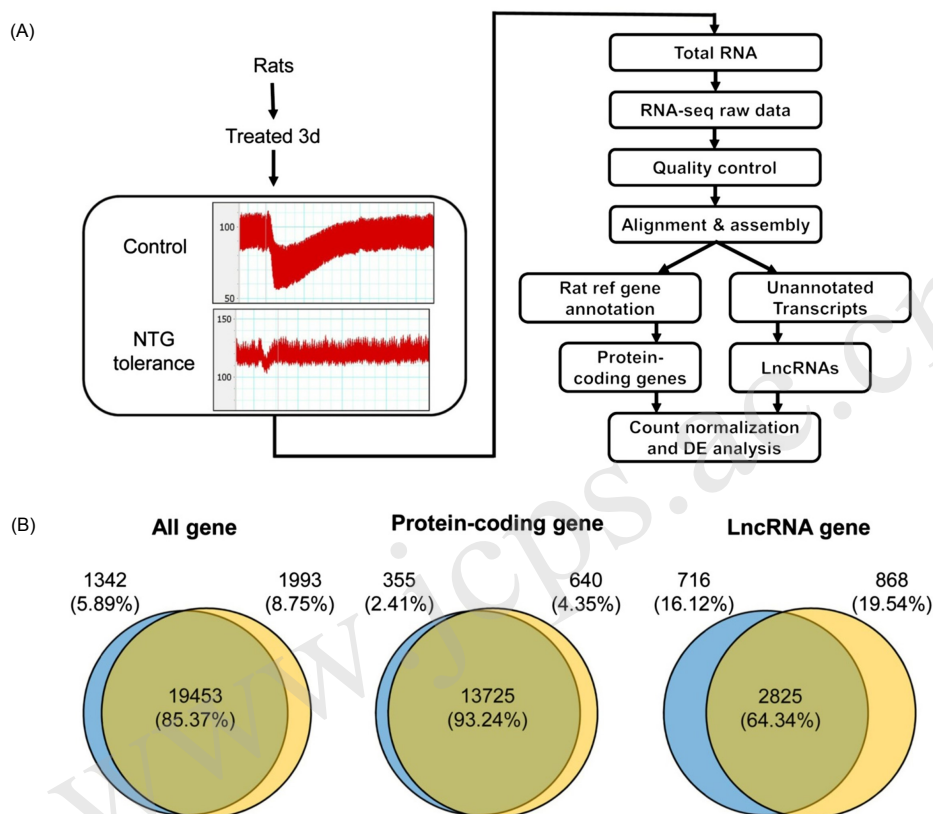 (A)
Rats
Treated 3d
Control
100
50
NTG
tolerance
150
100
Total RNA
RNA-seq raw data
Quality control
Alignment & assembly
Rat ref gene
annotation
Unannotated
Transcripts
Protein-
coding genes
LncRNAs
Count normalization
and DE analysis
(B)
All gene
Protein-coding gene
LncRNA gene
1342
(5.89%)
1993
(8.75%)
19453
(85.37%)
355
(2.41%)
640
(4.35%)
13725
(93.24%)
716
(16.12%)
868
(19.54%)
2825
(64.34%)
www.jcps.ac.cn